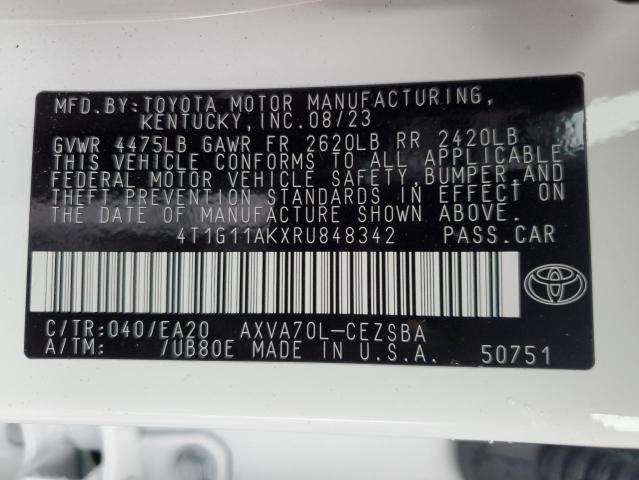 MFD.BY:TOYOTA MOTOR MANUFACTURING,
KENTUCKY,INC.08/23
GVWR 4475LB GAWR FR 2620LB RR 2420LB
THIS VEHICLE CONFORMS TO ALL APPLICABLE
FEDERAL MOTOR VEHICLE SAFETY,BUMPER,AND
THEFT PREVENTION STANDARDS IN EFFECT ON
THE DATE OF MANUFACTURE SHOWN ABOVE.
4T1G11AKXRU848342 PASS.CAR
C/TR:040/EA20 AXVA70L-CEZSBA
A/TM: /UB80E MADE IN U.S.A. 50751
TOYOTA